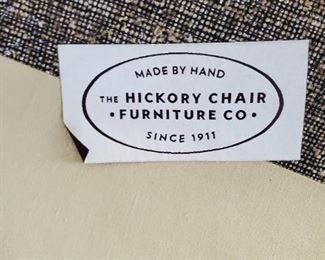 MADE BY HAND
THE HICKORY CHAIR
• FURNITURE CO •
SINCE 1911